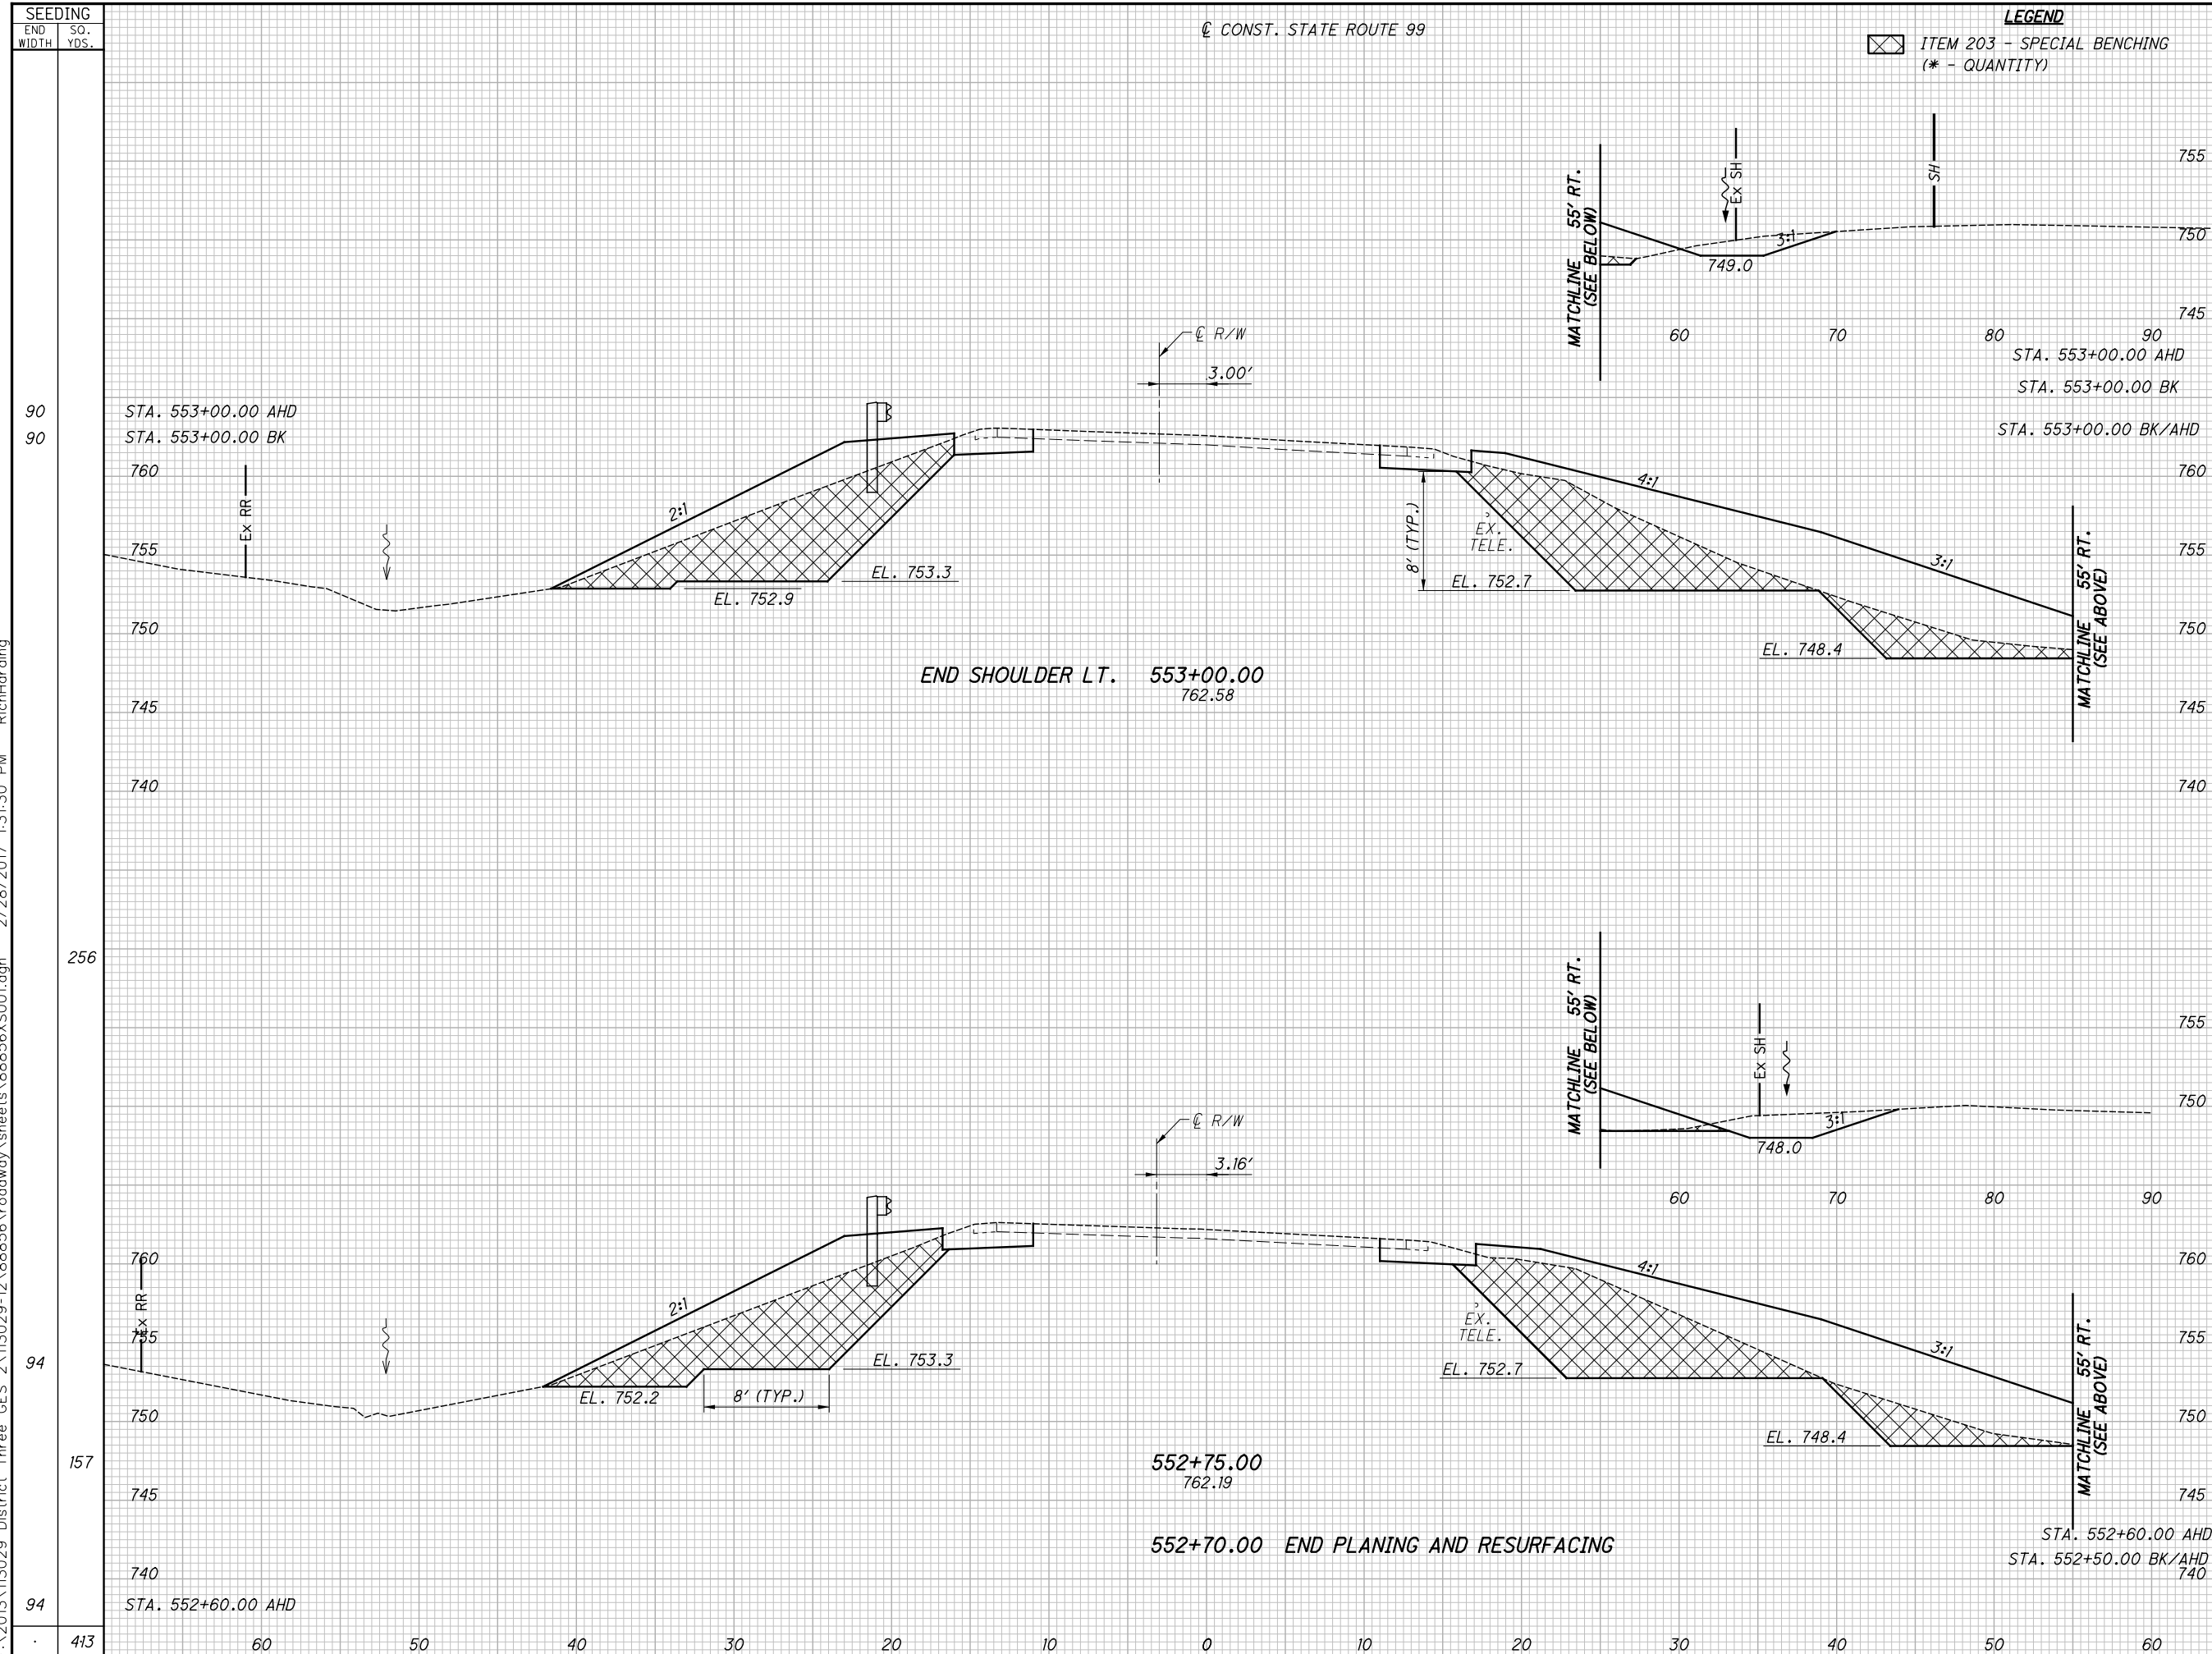 SEEDING
END WIDTH
SQ. YDS.
℄ CONST. STATE ROUTE 99
LEGEND
ITEM 203 - SPECIAL BENCHING
(* - QUANTITY)
MATCHLINE 55' RT.
(SEE BELOW)
Ex SH
SH
755
750
745
3:1
749.0
60 70 80 90
STA. 553+00.00 AHD
STA. 553+00.00 BK
STA. 553+00.00 BK/AHD
℄ R/W
3.00'
90
STA. 553+00.00 AHD
90
STA. 553+00.00 BK
760
755
750
745
740
Ex RR
2:1
EL. 753.3
EL. 752.9
8' (TYP.)
EX.
TELE.
EL. 752.7
4:1
3:1
EL. 748.4
MATCHLINE 55' RT.
(SEE ABOVE)
760
755
750
745
740
END SHOULDER LT. 553+00.00
762.58
256
MATCHLINE 55' RT.
(SEE BELOW)
Ex SH
755
750
3:1
748.0
60 70 80 90
℄ R/W
3.16'
760
755
750
745
740
Ex RR
2:1
EL. 753.3
EL. 752.2
8' (TYP.)
EX.
TELE.
EL. 752.7
4:1
3:1
EL. 748.4
MATCHLINE 55' RT.
(SEE ABOVE)
760
755
750
745
740
94
157
552+75.00
762.19
552+70.00 END PLANING AND RESURFACING
STA. 552+60.00 AHD
STA. 552+50.00 BK/AHD
94
STA. 552+60.00 AHD
413
60 50 40 30 20 10 0 10 20 30 40 50 60
2/28/2017 1:31:30 PM RichHarding